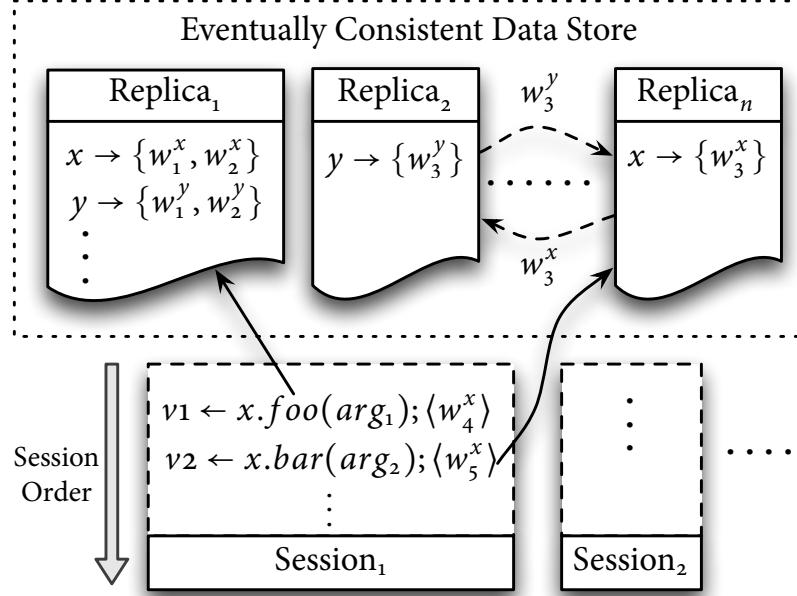 Eventually Consistent Data Store
Replica₁
x → {w₁ˣ, w₂ˣ}
y → {w₁ʸ, w₂ʸ}
Replica₂
y → {w₃ʸ}
w₃ʸ
w₃ˣ
Replicaₙ
x → {w₃ˣ}
Session
Order
v1 ← x.foo(arg₁);⟨w₄ˣ⟩
v2 ← x.bar(arg₂);⟨w₅ˣ⟩
Session₁
Session₂